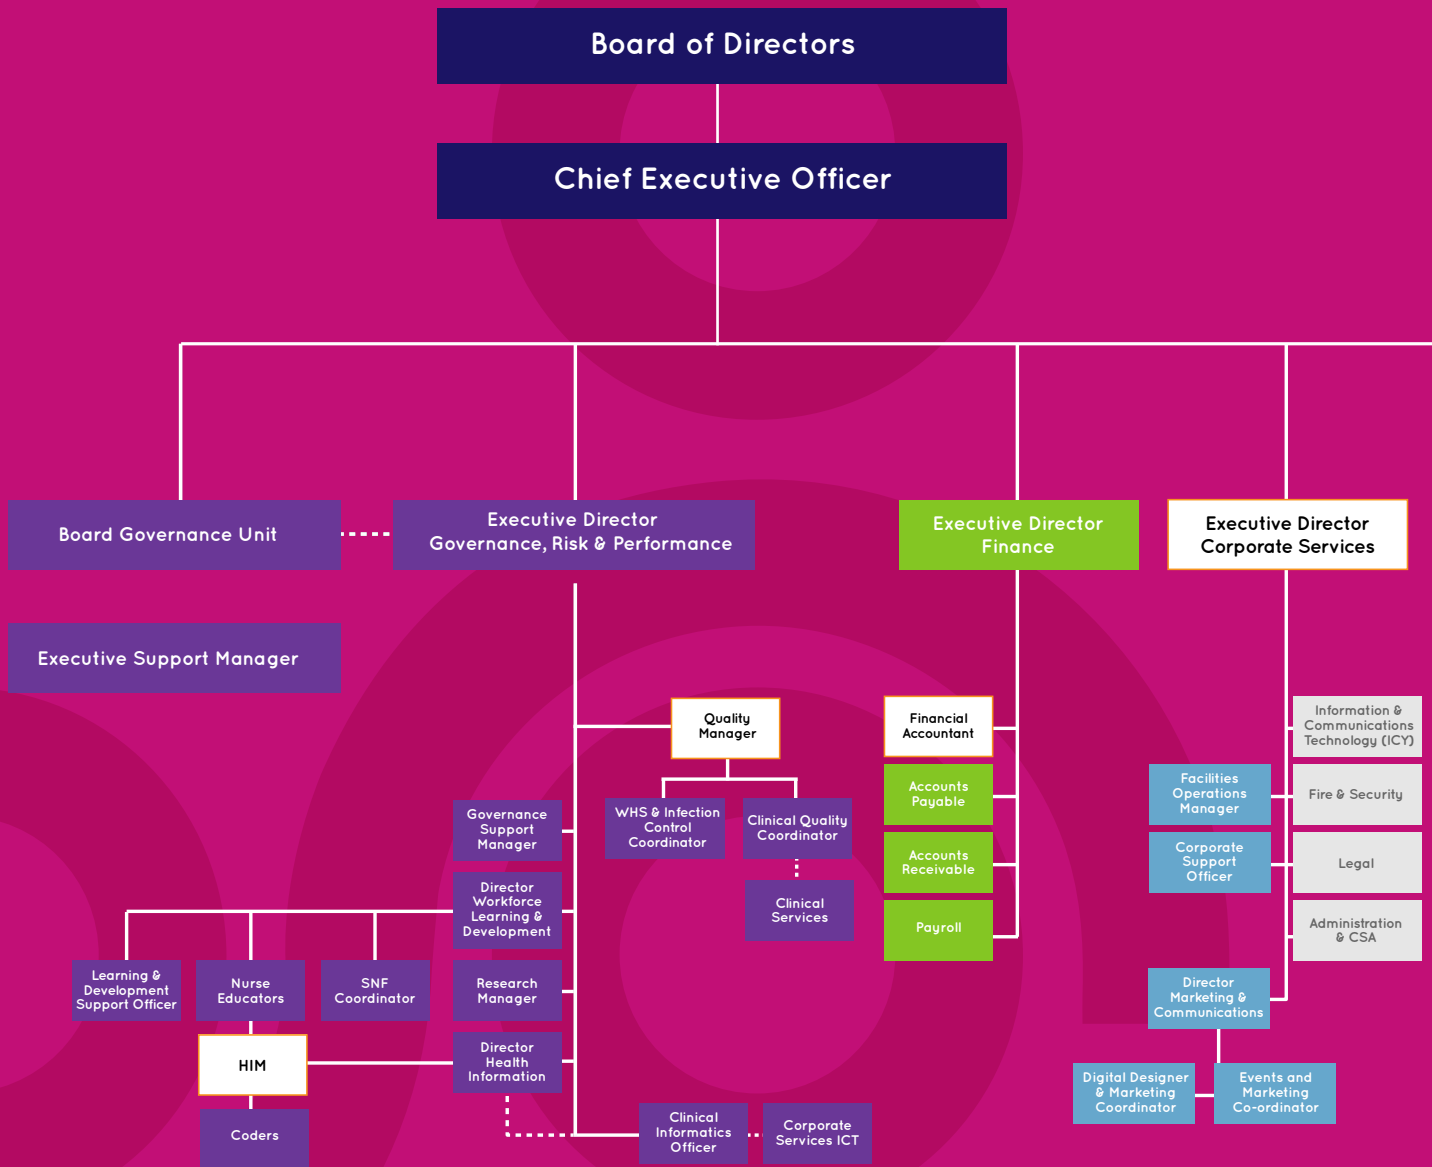 Board of Directors
Chief Executive Officer
Board Governance Unit
Executive Director
Governance, Risk & Performance
Executive Director
Finance
Executive Director
Corporate Services
Executive Support Manager
Quality
Manager
Financial
Accountant
Information &
Communications
Technology (ICY)
Accounts
Payable
Facilities
Operations
Manager
Fire & Security
Governance
Support
Manager
WHS & Infection
Control
Coordinator
Clinical Quality
Coordinator
Accounts
Receivable
Corporate
Support
Officer
Legal
Director
Workforce
Learning &
Development
Clinical
Services
Payroll
Administration
& CSA
Learning &
Development
Support Officer
Nurse
Educators
SNF
Coordinator
Research
Manager
Director
Marketing &
Communications
HIM
Director
Health
Information
Digital Designer
& Marketing
Coordinator
Events and
Marketing
Co-ordinator
Coders
Clinical
Informatics
Officer
Corporate
Services ICT